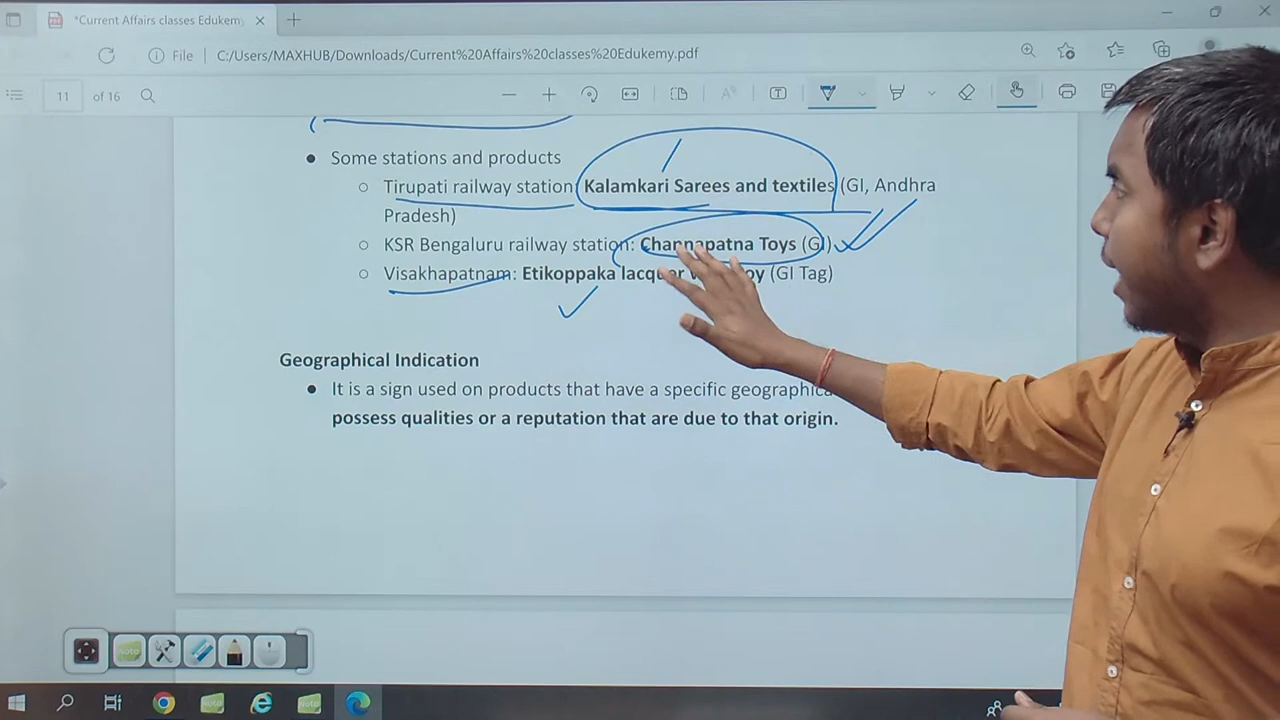 *Current Affairs classes Edukemy
File C:/Users/MAXHUB/Downloads/Current%20Affairs%20classes%20Edukemy.pdf
11 of 16
Some stations and products
Tirupati railway station: Kalamkari Sarees and textiles (GI, Andhra
Pradesh)
KSR Bengaluru railway station: Channapatna Toys (GI)
Visakhapatnam: Etikoppaka (GI Tag)
Geographical Indication
It is a sign used on products that have a specific
possess qualities or a reputation that are due to that origin.
note